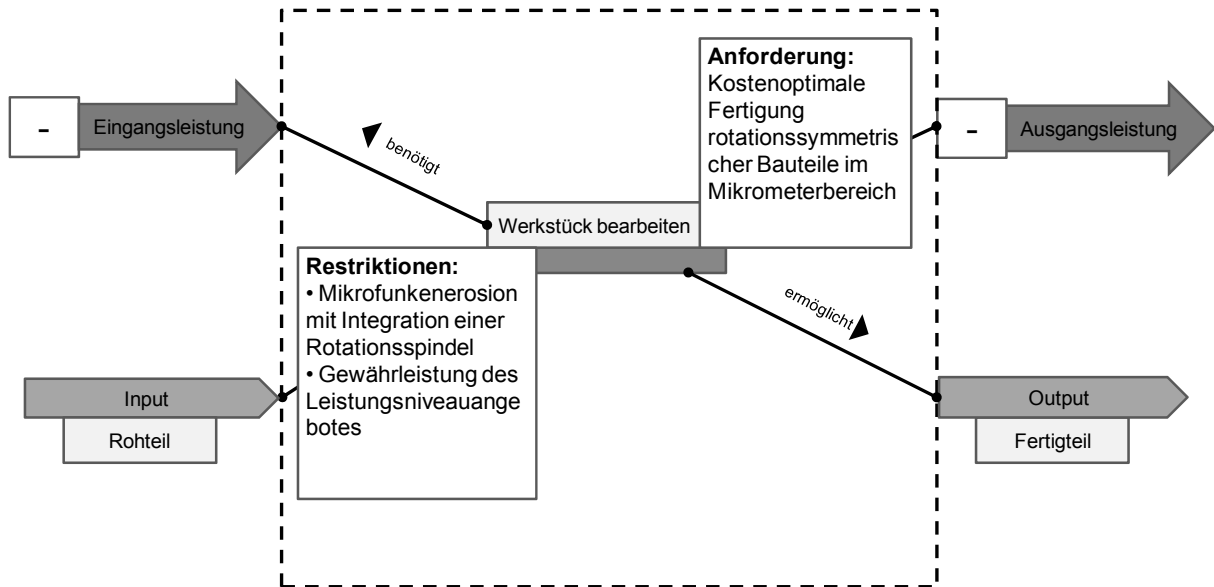 Anforderung:
Kostenoptimale
Fertigung
rotationssymmetris
cher Bauteile im
Mikrometerbereich
-
Eingangsleistung
-
Ausgangsleistung
benötigt
Werkstück bearbeiten
Restriktionen:
• Mikrofunkenerosion
mit Integration einer
Rotationsspindel
• Gewährleistung des
Leistungsniveauange
botes
ermöglicht
Input
Rohteil
Output
Fertigteil